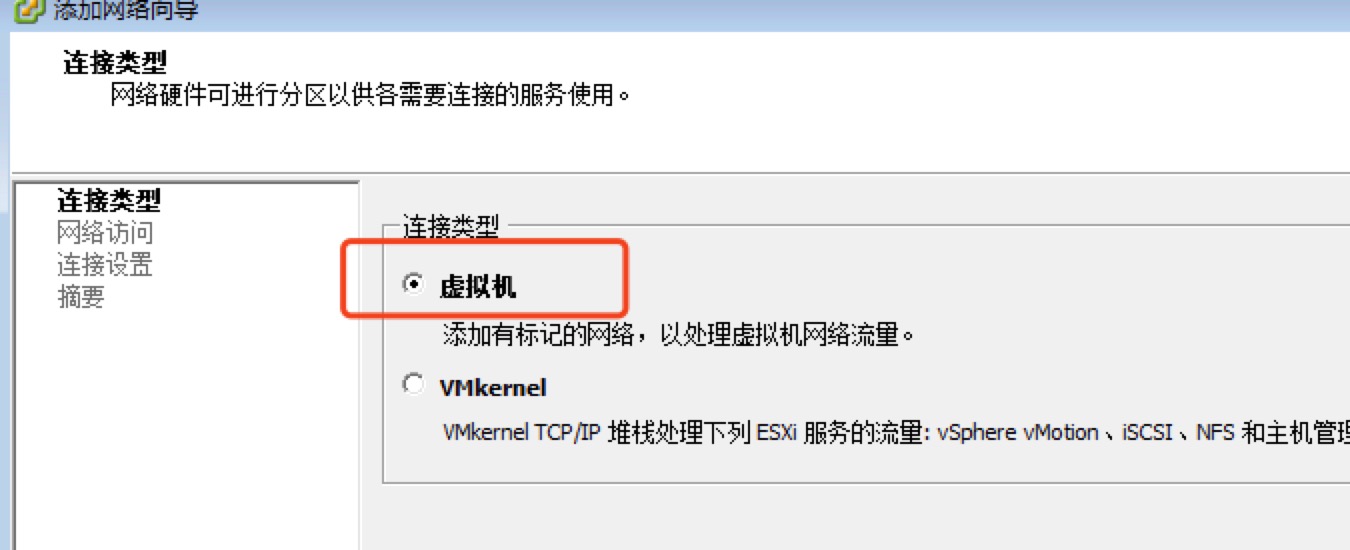 添加网络向导
连接类型
网络硬件可进行分区以供各需要连接的服务使用。
连接类型
网络访问
连接设置
摘要
连接类型
虚拟机
添加有标记的网络，以处理虚拟机网络流量。
VMkernel
VMkernel TCP/IP 堆栈处理下列 ESXi 服务的流量: vSphere vMotion、iSCSI、NFS 和主机管理